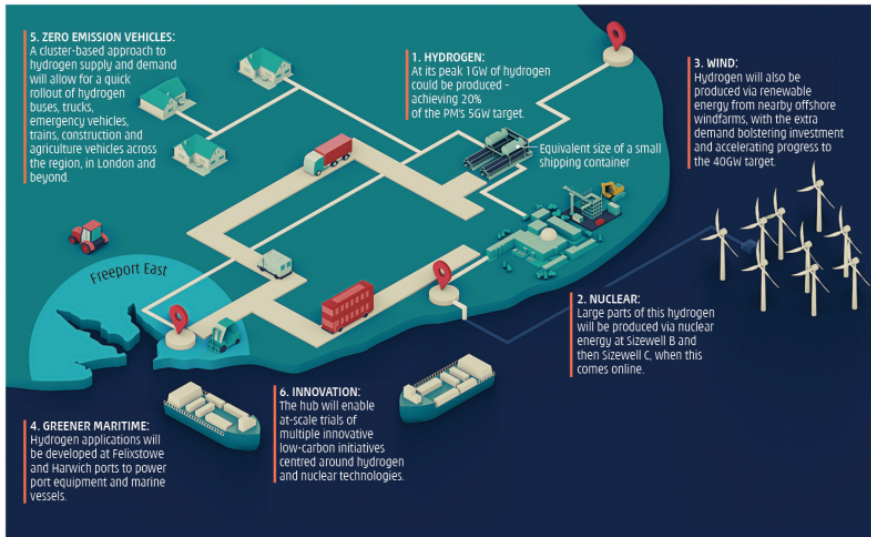 5. ZERO EMISSION VEHICLES:
A cluster-based approach to
hydrogen supply and demand
will allow for a quick
rollout of hydrogen
buses, trucks,
emergency vehicles,
trains, construction and
agriculture vehicles across
the region, in London and
beyond.
1. HYDROGEN:
At its peak 1GW of hydrogen
could be produced -
achieving 20%
of the PM's 5GW target.
Equivalent size of a small
shipping container
3. WIND:
Hydrogen will also be
produced via renewable
energy from nearby offshore
windfarms, with the extra
demand bolstering investment
and accelerating progress to
the 40GW target.
Freeport East
2. NUCLEAR:
Large parts of this hydrogen
will be produced via nuclear
energy at Sizewell B and
then Sizewell C, when this
comes online.
4. GREENER MARITIME:
Hydrogen applications will
be developed at Felixstowe
and Harwich ports to power
port equipment and marine
vessels.
6. INNOVATION:
The hub will enable
at-scale trials of
multiple innovative
low-carbon initiatives
centred around hydrogen
and nuclear technologies.